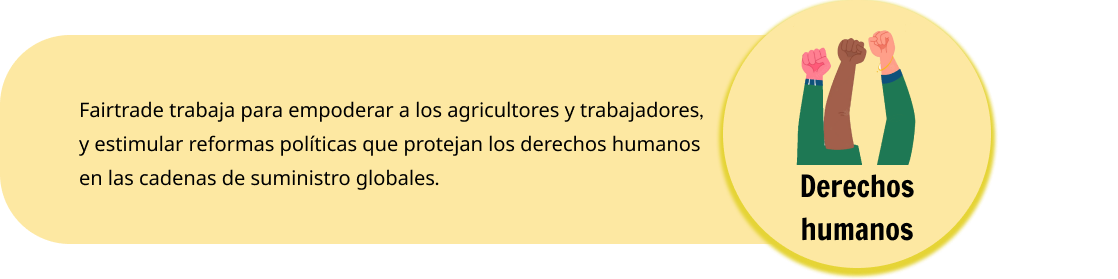 Fairtrade trabaja para empoderar a los agricultores y trabajadores,
y estimular reformas políticas que protejan los derechos humanos
en las cadenas de suministro globales.
Derechos
humanos